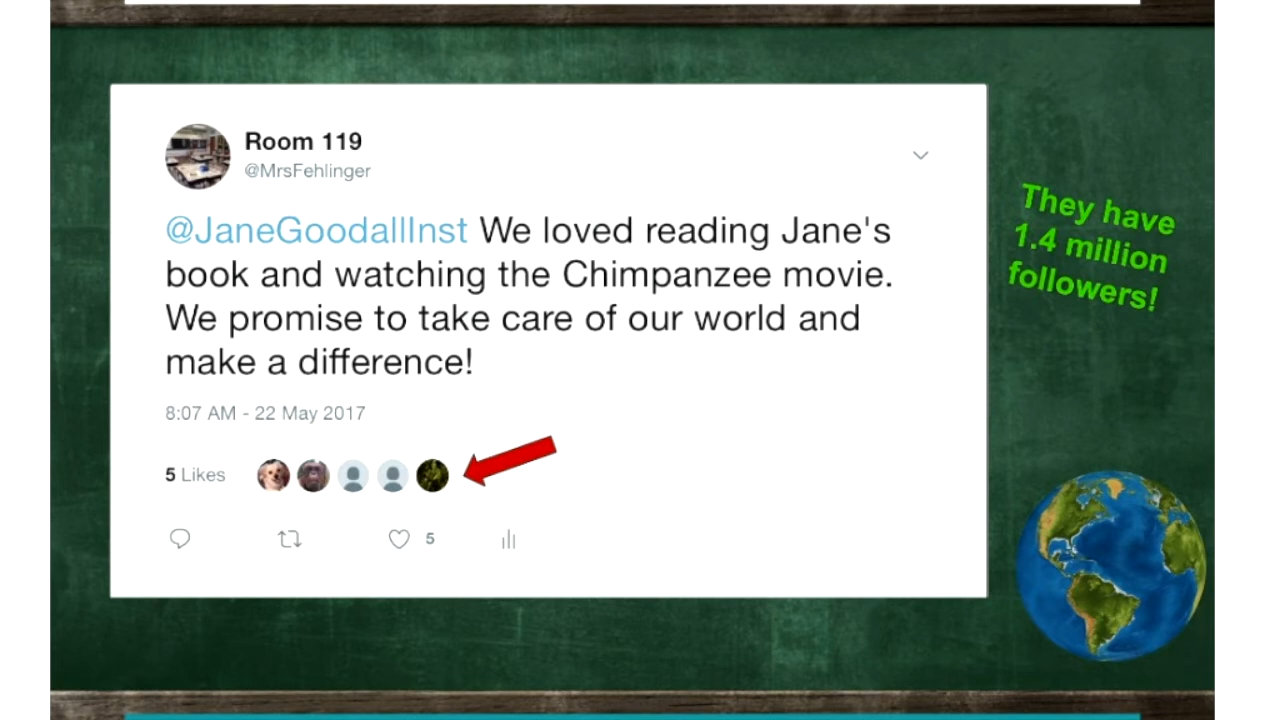 Room 119
@MrsFehlinger
@JaneGoodallInst We loved reading Jane's
book and watching the Chimpanzee movie.
We promise to take care of our world and
make a difference!
8:07 AM - 22 May 2017
5 Likes
5
They have
1.4 million
followers!